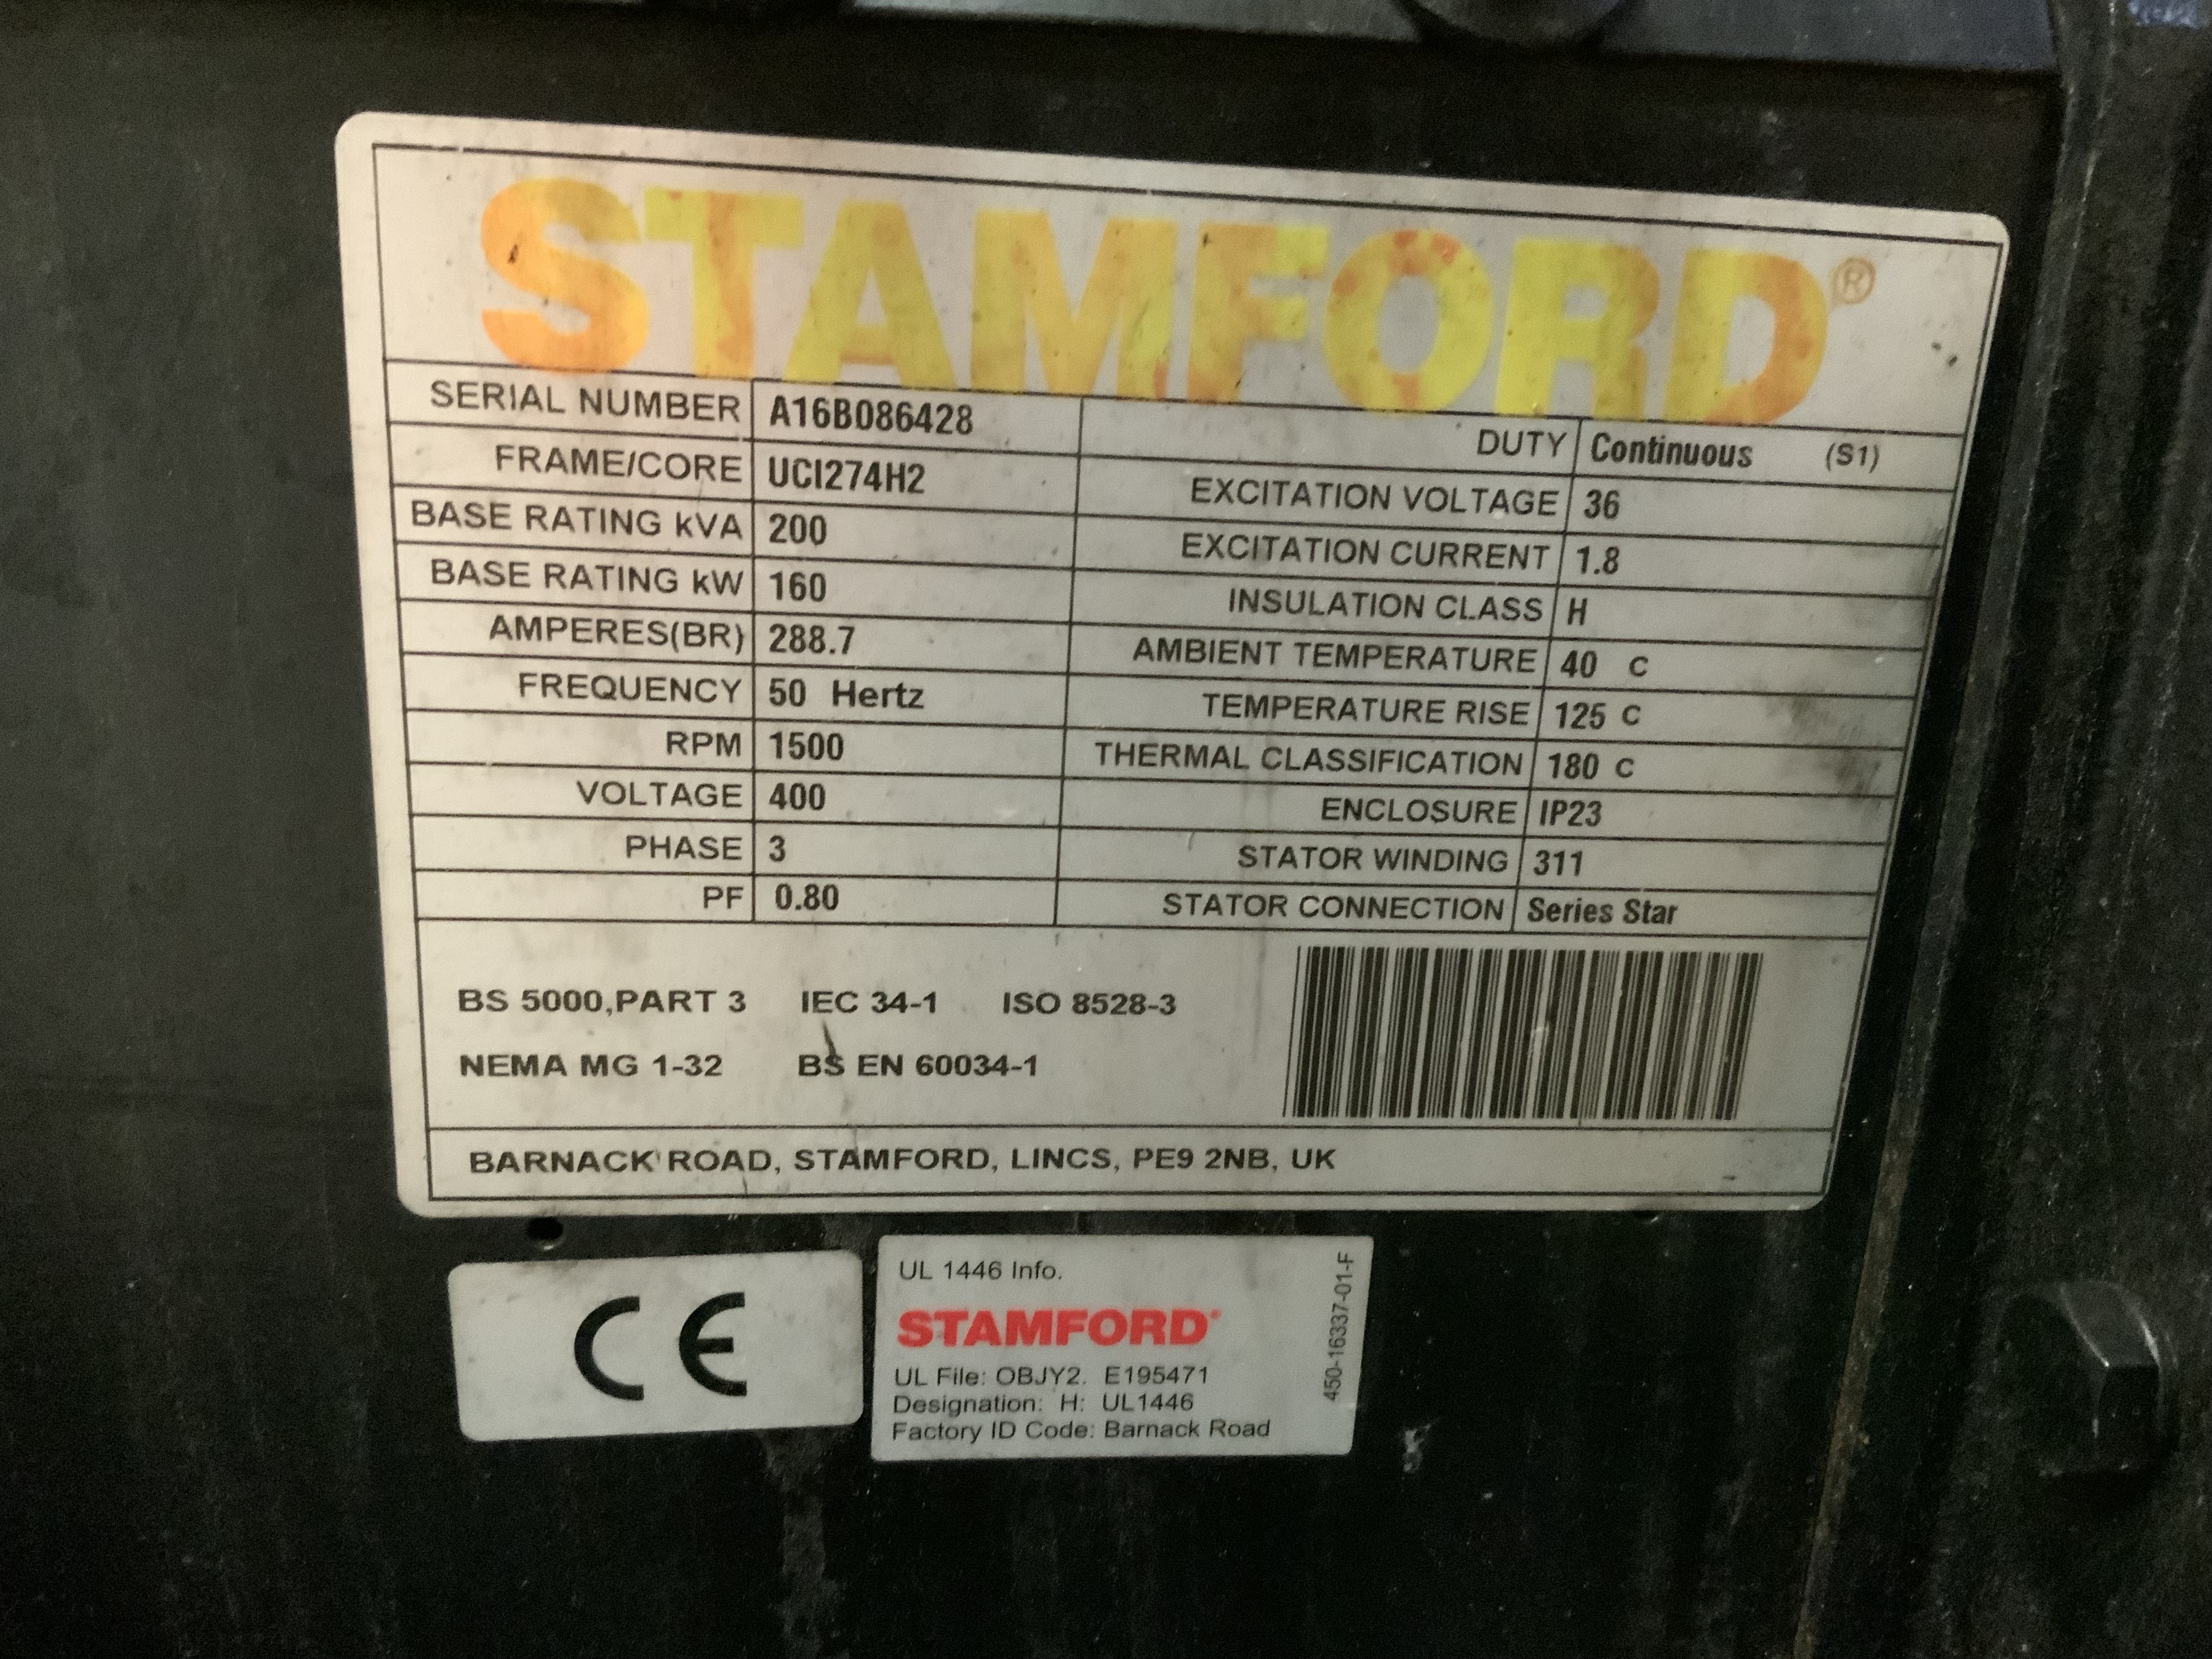 STAMFORD®
SERIAL NUMBER A16B086428 DUTY Continuous (S1)
FRAME/CORE UCI274H2 EXCITATION VOLTAGE 36
BASE RATING kVA 200 EXCITATION CURRENT 1.8
BASE RATING kW 160 INSULATION CLASS H
AMPERES(BR) 288.7 AMBIENT TEMPERATURE 40 C
FREQUENCY 50 Hertz TEMPERATURE RISE 125 C
RPM 1500 THERMAL CLASSIFICATION 180 C
VOLTAGE 400 ENCLOSURE IP23
PHASE 3 STATOR WINDING 311
PF 0.80 STATOR CONNECTION Series Star
BS 5000,PART 3 IEC 34-1 ISO 8528-3
NEMA MG 1-32 BS EN 60034-1
BARNACK ROAD, STAMFORD, LINCS, PE9 2NB, UK
CE
UL 1446 Info.
STAMFORD®
UL File: OBJY2. E195471
Designation: H: UL1446
Factory ID Code: Barnack Road
450-16337-01-F